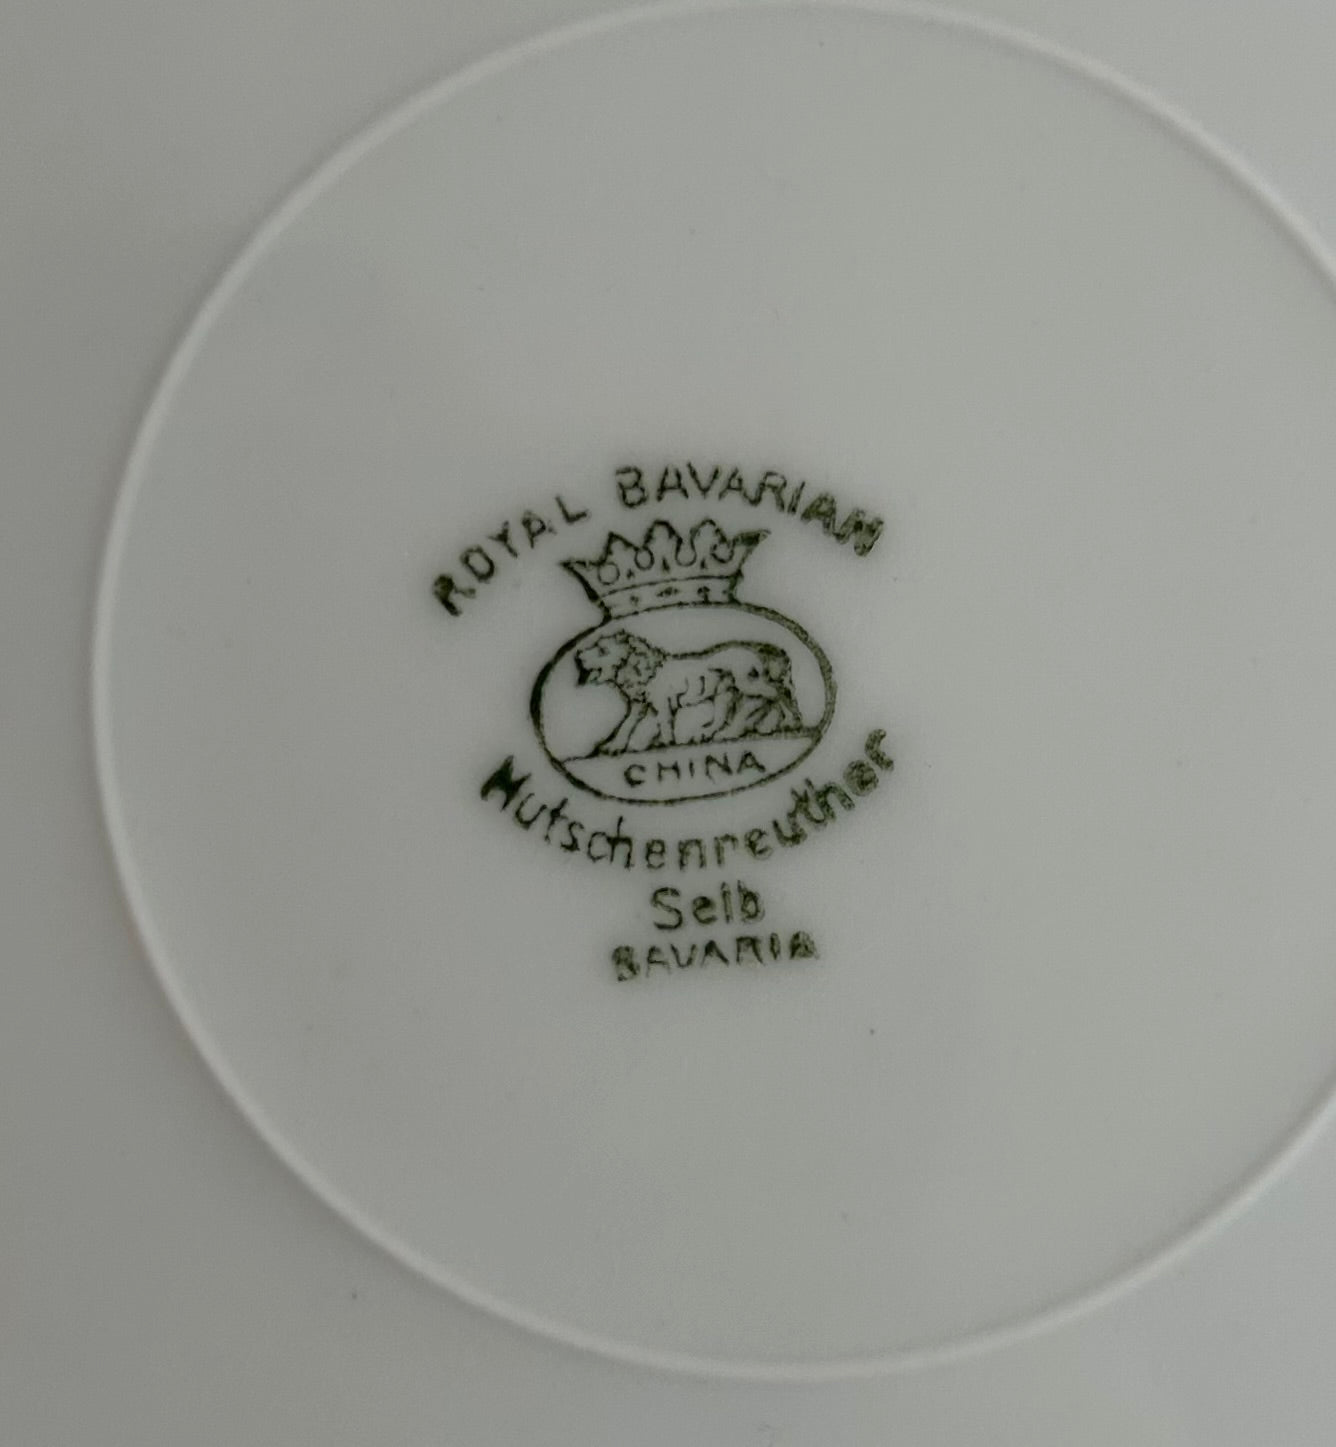 ROYAL BAVARIAN
CHINA
Hutschenreuther
Selb
BAVARIA